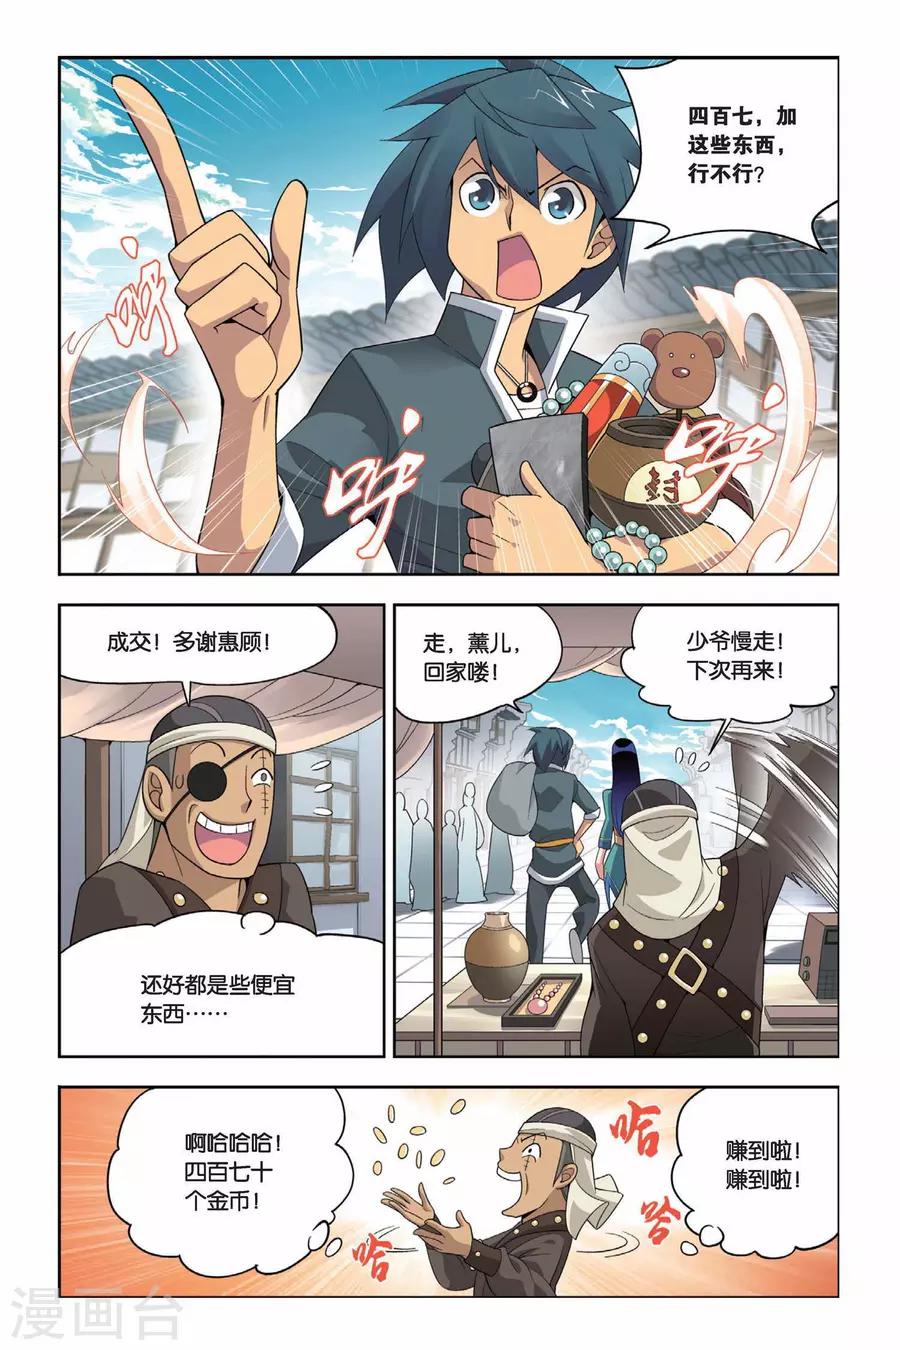 四百七，加
这些东西，
行不行？
呼
呼
呼
封
成交！多谢惠顾！
还好都是些便宜
东西……
走，薰儿，
回家喽！
少爷慢走！
下次再来！
啊哈哈哈！
四百七十
个金币！
哈
哈
哈
赚到啦！
赚到啦！
漫画台